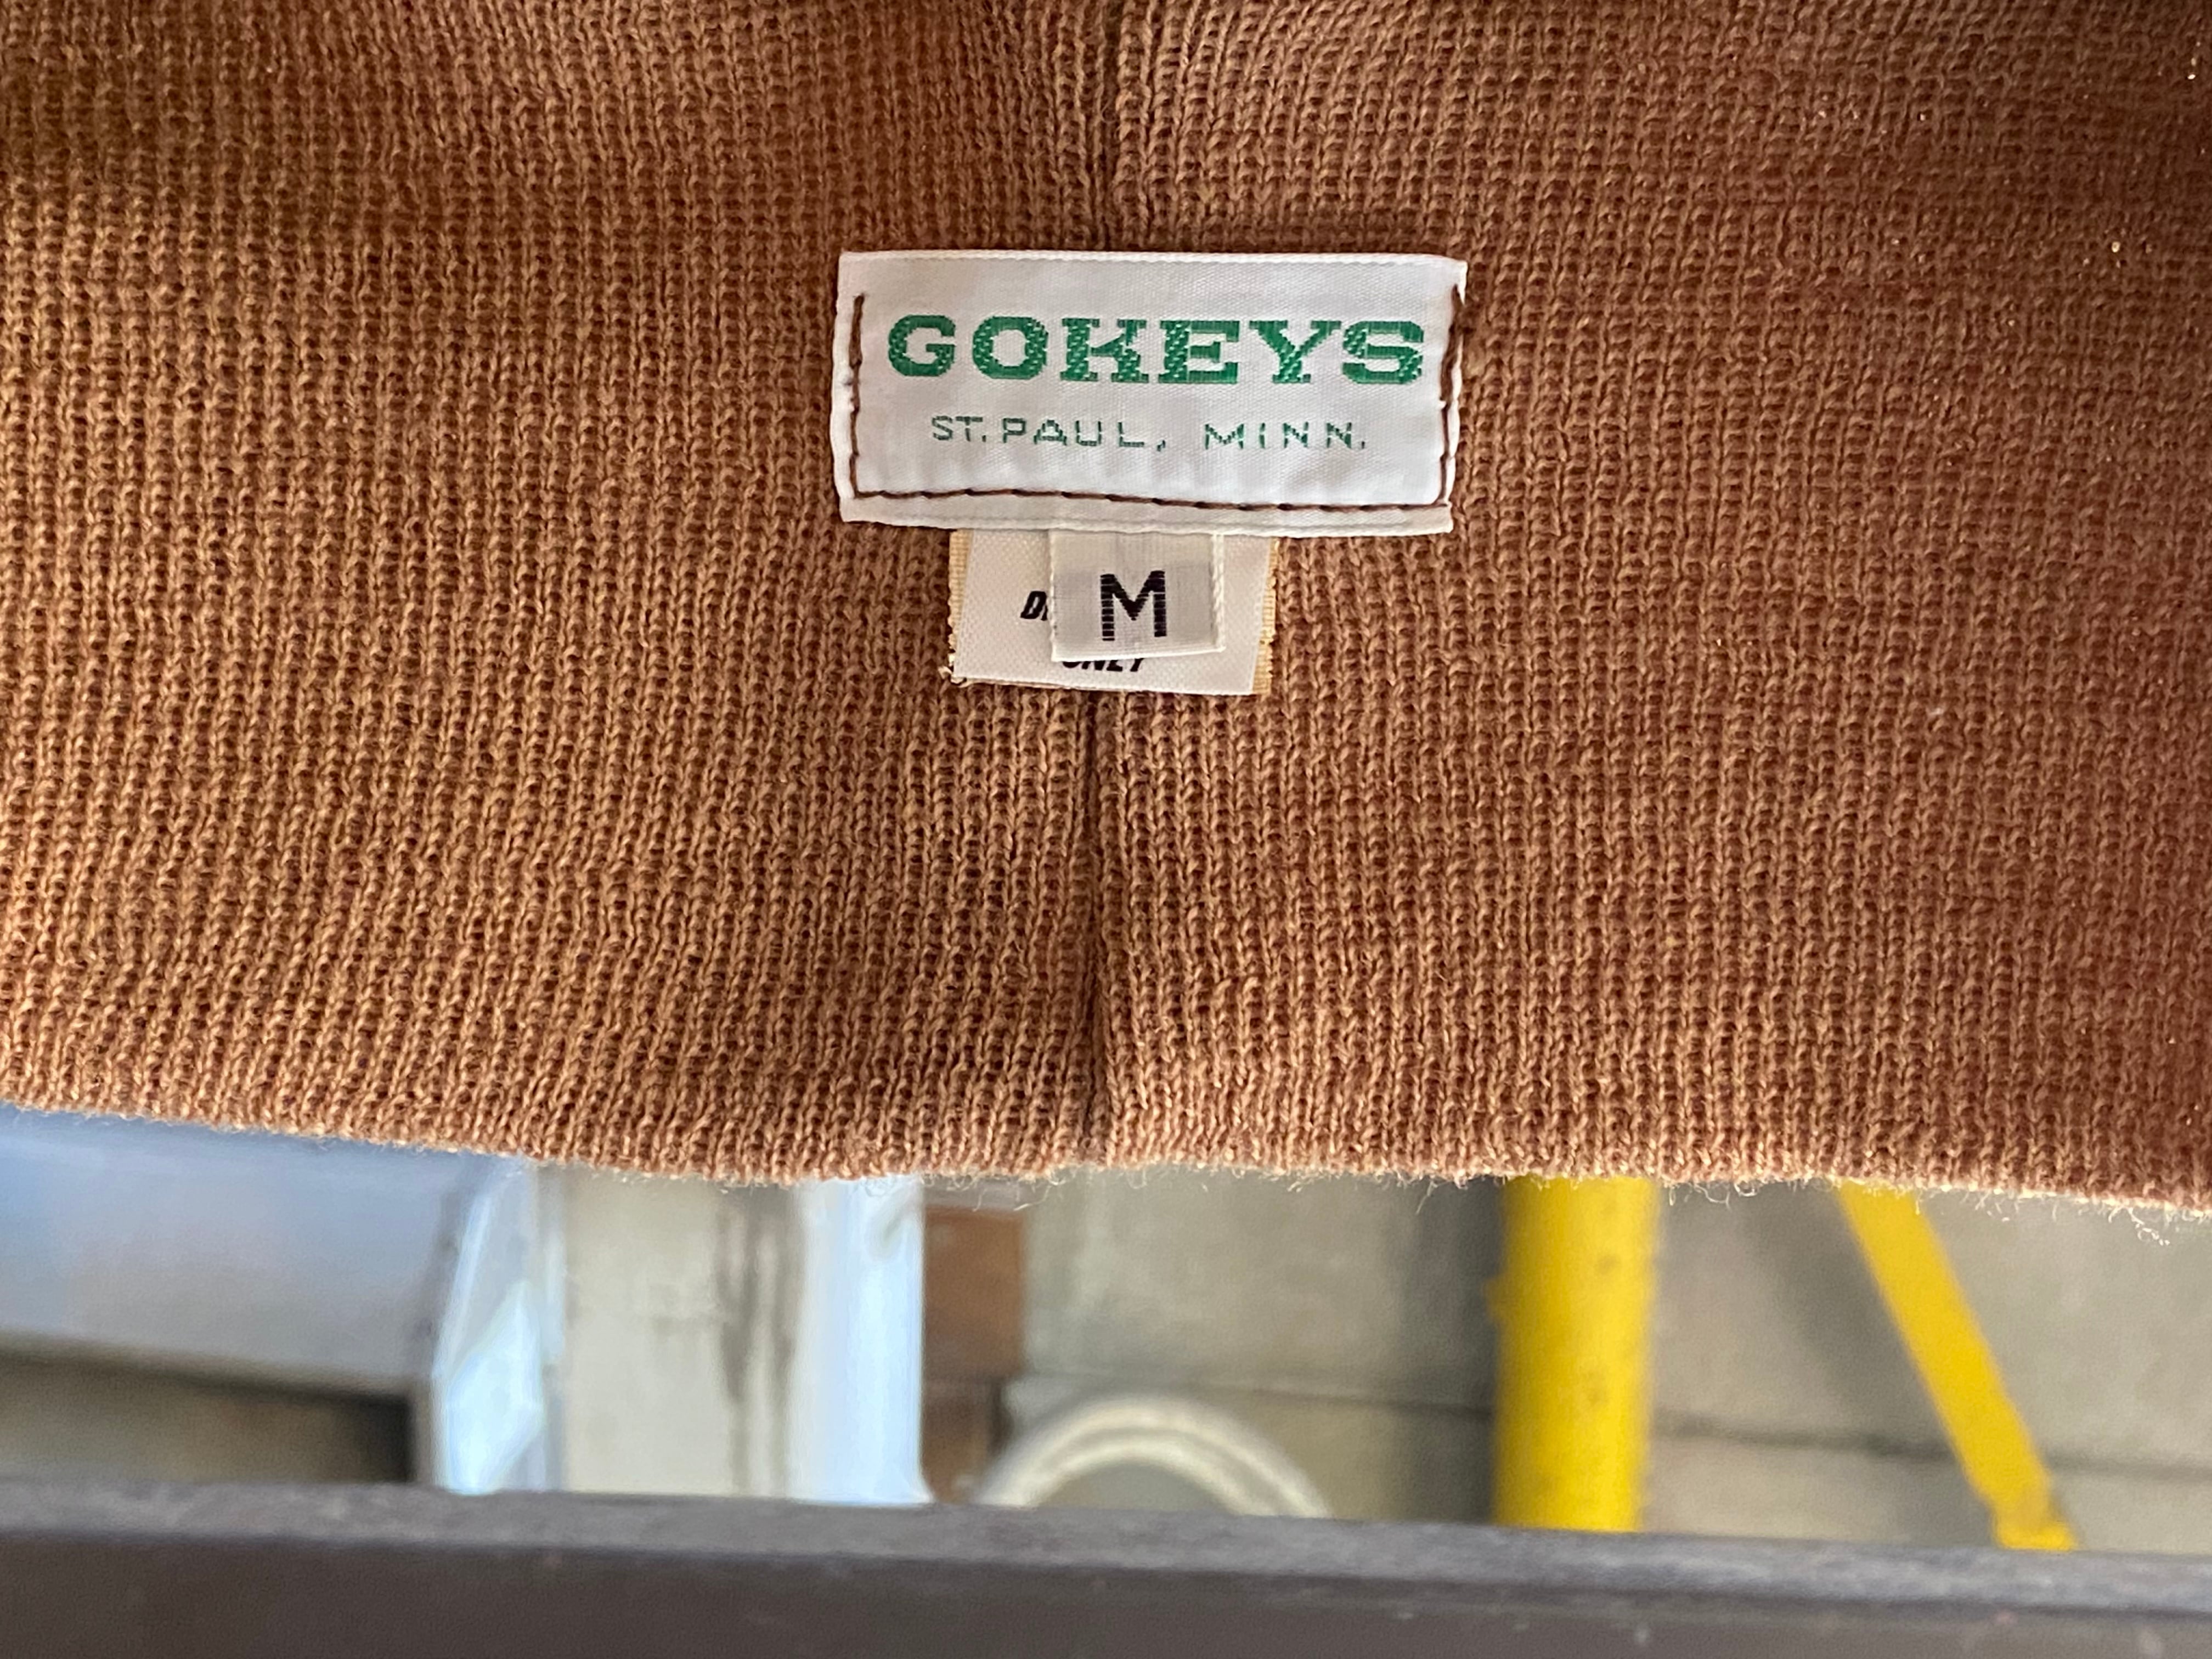 GOKEYS
ST. PAUL, MINN.
M